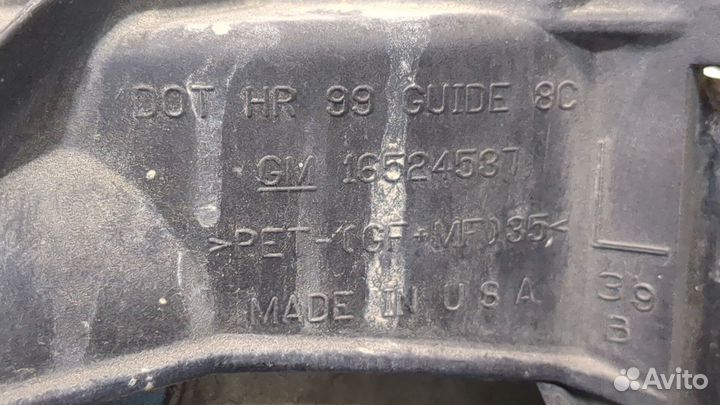 DOT HR 99 GUIDE 8C
GM 16524537
>PET-(GF+MF)35<
MADE IN USA
L
39
B
Avito